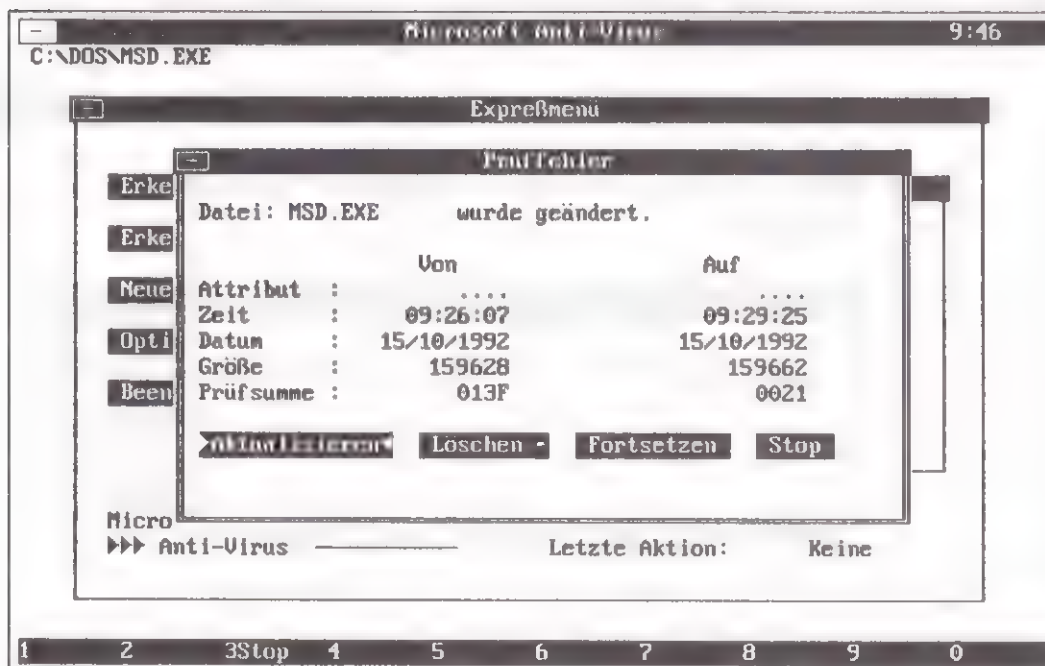 Microsoft Anti-Virus 9:46
C:\DOS\MSD.EXE
Expreßmenü
Prüffehler
Erke
Datei: MSD.EXE wurde geändert.
Erke
Von Auf
Neue
Attribut : .... ....
Zeit : 09:26:07 09:29:25
Opti
Datum : 15/10/1992 15/10/1992
Größe : 159628 159662
Been
Prüfsumme : 013F 0021
Aktualisieren Löschen Fortsetzen Stop
Micro
Anti-Virus Letzte Aktion: Keine
1 2 3Stop 4 5 6 7 8 9 0